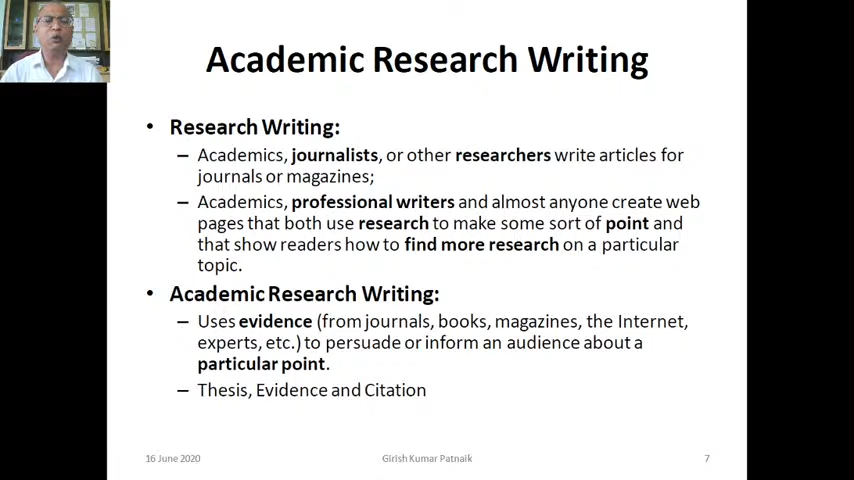 Academic Research Writing
• Research Writing:
– Academics, journalists, or other researchers write articles for
journals or magazines;
– Academics, professional writers and almost anyone create web
pages that both use research to make some sort of point and
that show readers how to find more research on a particular
topic.
• Academic Research Writing:
– Uses evidence (from journals, books, magazines, the Internet,
experts, etc.) to persuade or inform an audience about a
particular point.
– Thesis, Evidence and Citation
16 June 2020
Girish Kumar Patnaik
7